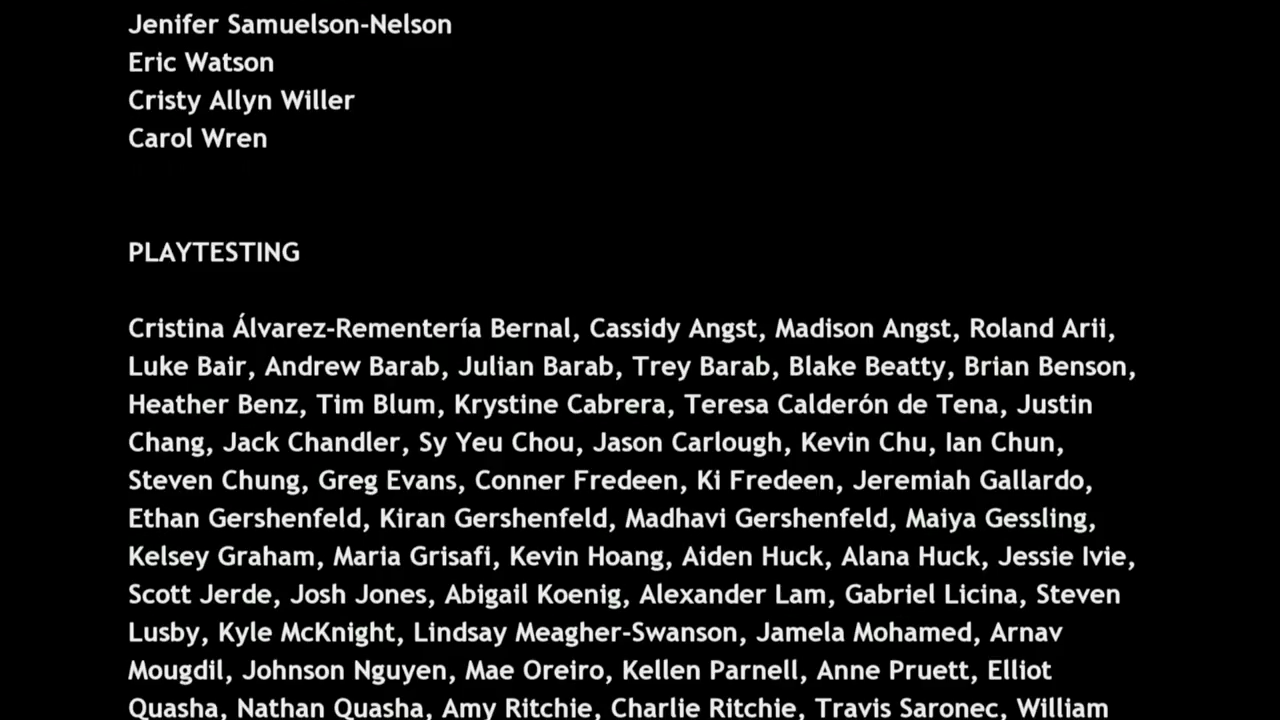 Jenifer Samuelson-Nelson
Eric Watson
Cristy Allyn Willer
Carol Wren
PLAYTESTING
Cristina Álvarez-Rementería Bernal, Cassidy Angst, Madison Angst, Roland Arii,
Luke Bair, Andrew Barab, Julian Barab, Trey Barab, Blake Beatty, Brian Benson,
Heather Benz, Tim Blum, Krystine Cabrera, Teresa Calderón de Tena, Justin
Chang, Jack Chandler, Sy Yeu Chou, Jason Carlough, Kevin Chu, Ian Chun,
Steven Chung, Greg Evans, Conner Fredeen, Ki Fredeen, Jeremiah Gallardo,
Ethan Gershenfeld, Kiran Gershenfeld, Madhavi Gershenfeld, Maiya Gessling,
Kelsey Graham, Maria Grisafi, Kevin Hoang, Aiden Huck, Alana Huck, Jessie Ivie,
Scott Jerde, Josh Jones, Abigail Koenig, Alexander Lam, Gabriel Licina, Steven
Lusby, Kyle McKnight, Lindsay Meagher-Swanson, Jamela Mohamed, Arnav
Mougdil, Johnson Nguyen, Mae Oreiro, Kellen Parnell, Anne Pruett, Elliot
Quasha, Nathan Quasha, Amy Ritchie, Charlie Ritchie, Travis Saronec, William